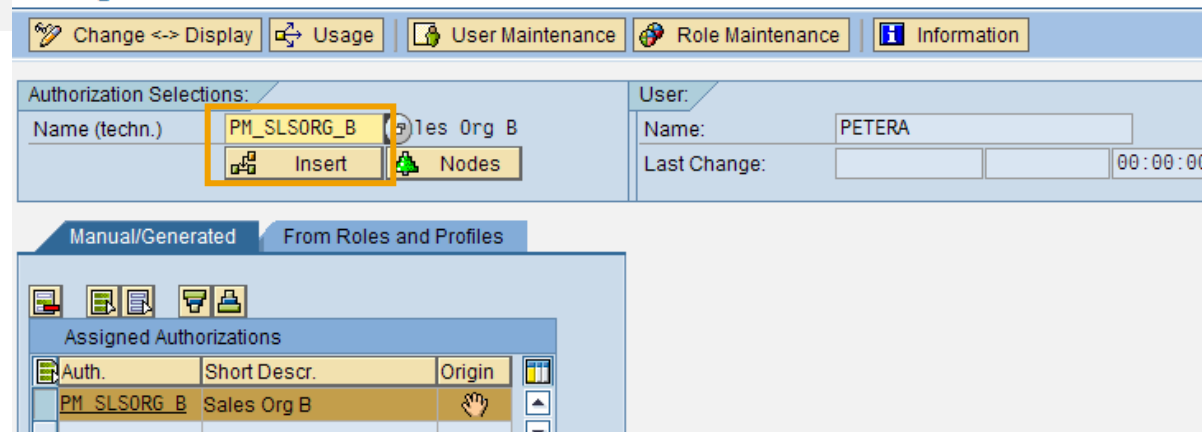 Change <-> Display Usage User Maintenance Role Maintenance Information
Authorization Selections: User:
Name (techn.) PM_SLSORG_B les Org B Name: PETERA
Insert Nodes Last Change: 00:00:00
Manual/Generated From Roles and Profiles
Assigned Authorizations
Auth. Short Descr. Origin
PM_SLSORG_B Sales Org B